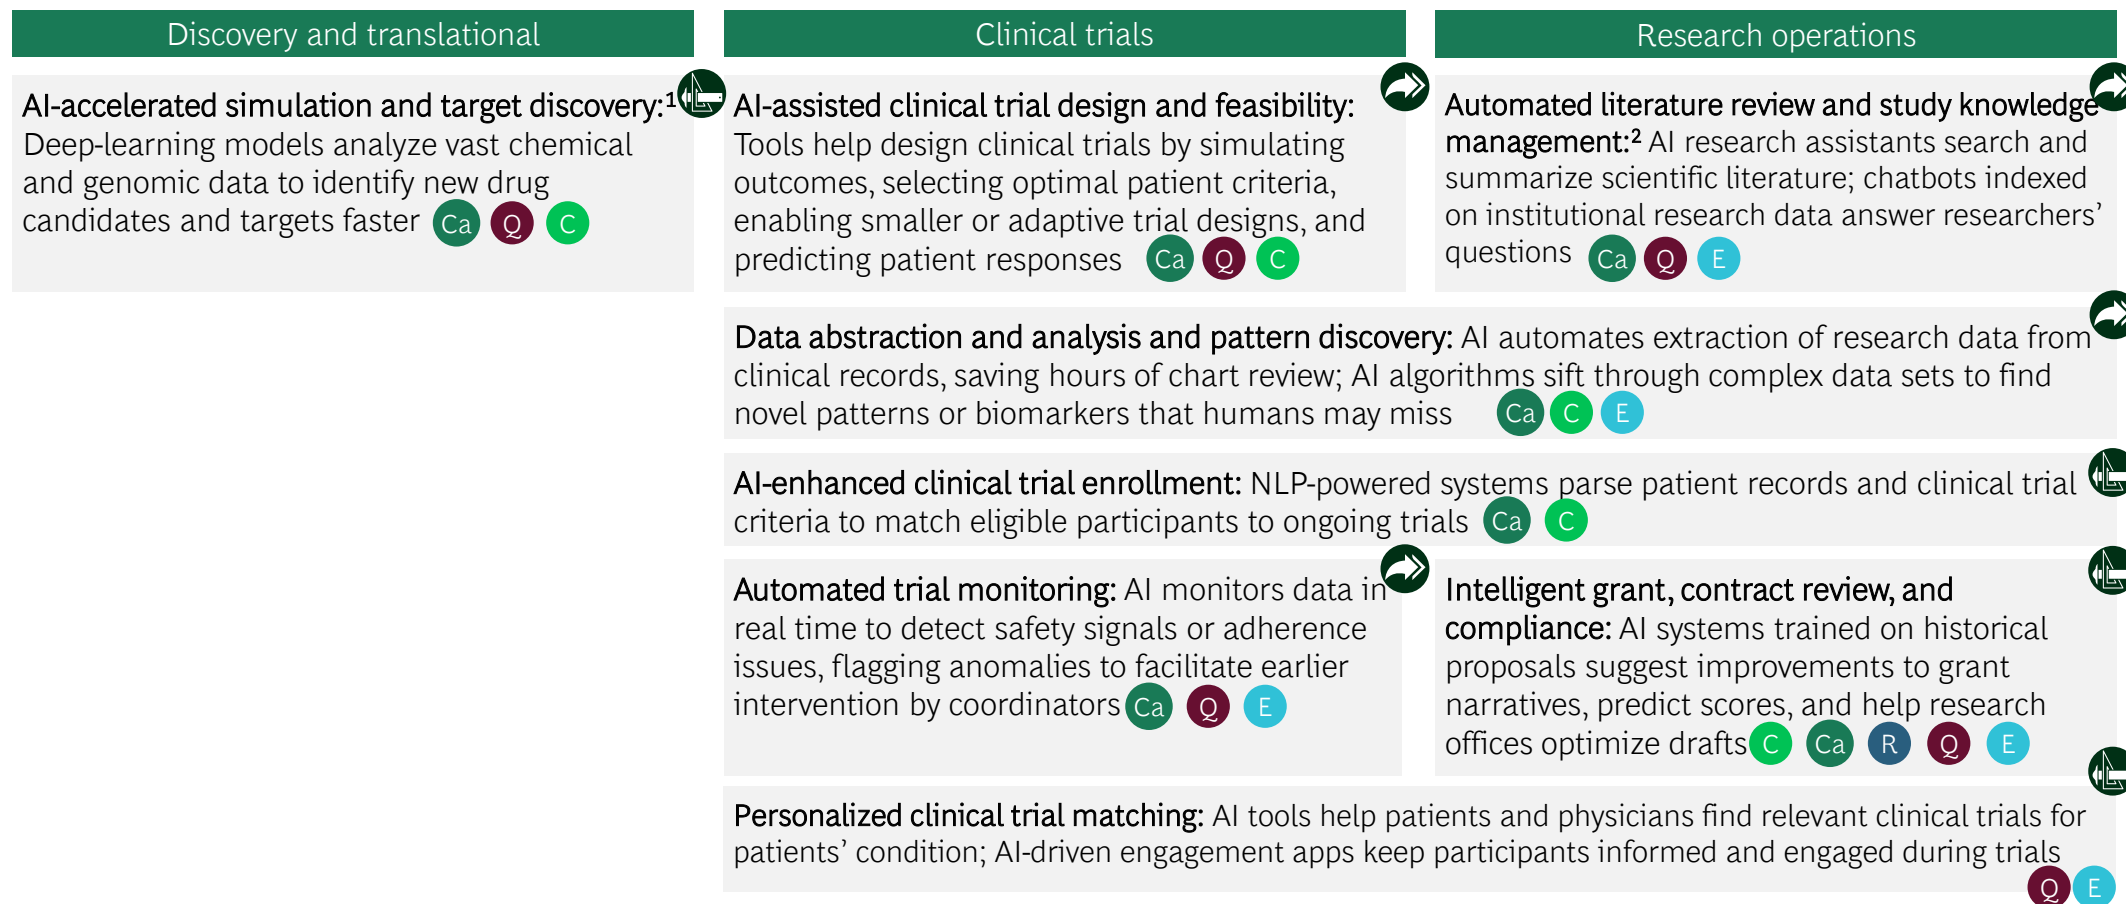 Discovery and translational
Clinical trials
Research operations
AI-accelerated simulation and target discovery:¹
Deep-learning models analyze vast chemical
and genomic data to identify new drug
candidates and targets faster Ca Q C
AI-assisted clinical trial design and feasibility:
Tools help design clinical trials by simulating
outcomes, selecting optimal patient criteria,
enabling smaller or adaptive trial designs, and
predicting patient responses Ca Q C
Automated literature review and study knowledge
management:² AI research assistants search and
summarize scientific literature; chatbots indexed
on institutional research data answer researchers’
questions Ca Q E
Data abstraction and analysis and pattern discovery: AI automates extraction of research data from
clinical records, saving hours of chart review; AI algorithms sift through complex data sets to find
novel patterns or biomarkers that humans may miss Ca C E
AI-enhanced clinical trial enrollment: NLP-powered systems parse patient records and clinical trial
criteria to match eligible participants to ongoing trials Ca C
Automated trial monitoring: AI monitors data in
real time to detect safety signals or adherence
issues, flagging anomalies to facilitate earlier
intervention by coordinators Ca Q E
Intelligent grant, contract review, and
compliance: AI systems trained on historical
proposals suggest improvements to grant
narratives, predict scores, and help research
offices optimize drafts C Ca R Q E
Personalized clinical trial matching: AI tools help patients and physicians find relevant clinical trials for
patients’ condition; AI-driven engagement apps keep participants informed and engaged during trials
Q E